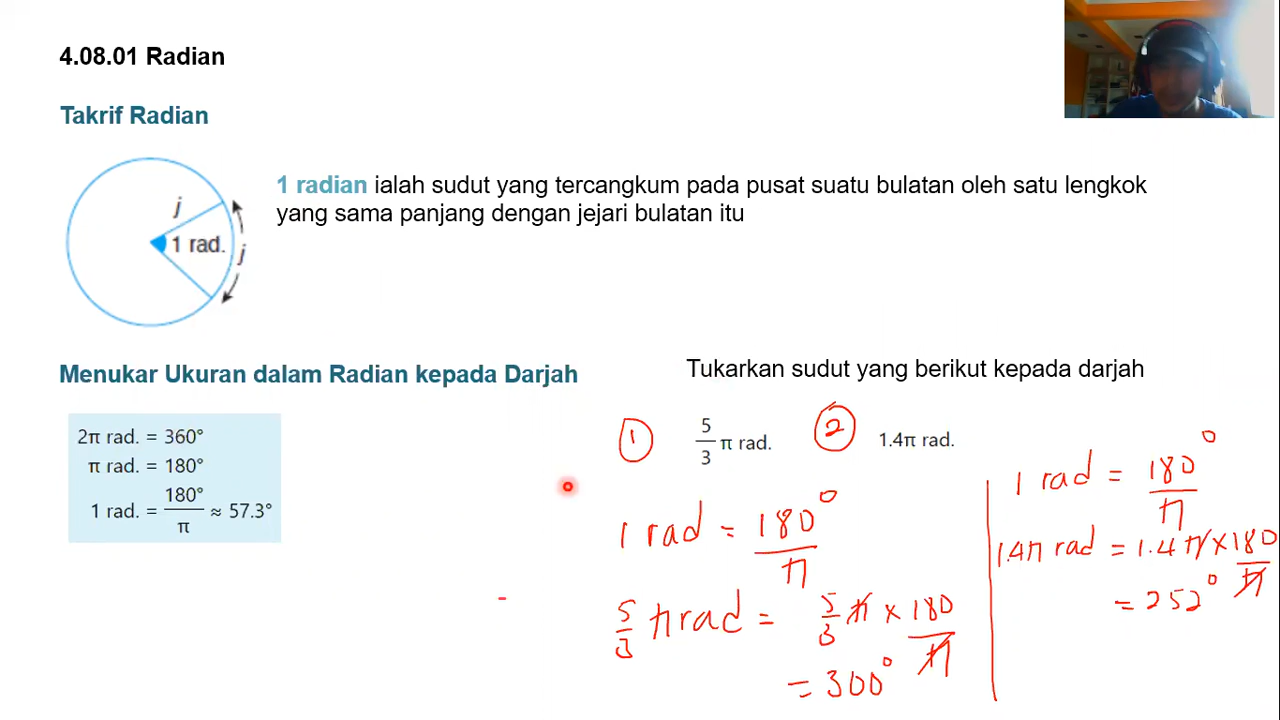 4.08.01 Radian
Takrif Radian
j
1 rad.
j
1 radian ialah sudut yang tercangkum pada pusat suatu bulatan oleh satu lengkok
yang sama panjang dengan jejari bulatan itu
Menukar Ukuran dalam Radian kepada Darjah
2π rad. = 360°
π rad. = 180°
1 rad. = 180°/π ≈ 57.3°
Tukarkan sudut yang berikut kepada darjah
① 5/3 π rad.
② 1.4π rad.
1 rad = 180°/π
5/3 π rad = 5/3 π × 180/π
= 300°
1 rad = 180°/π
1.4π rad = 1.4π × 180/π
= 252°